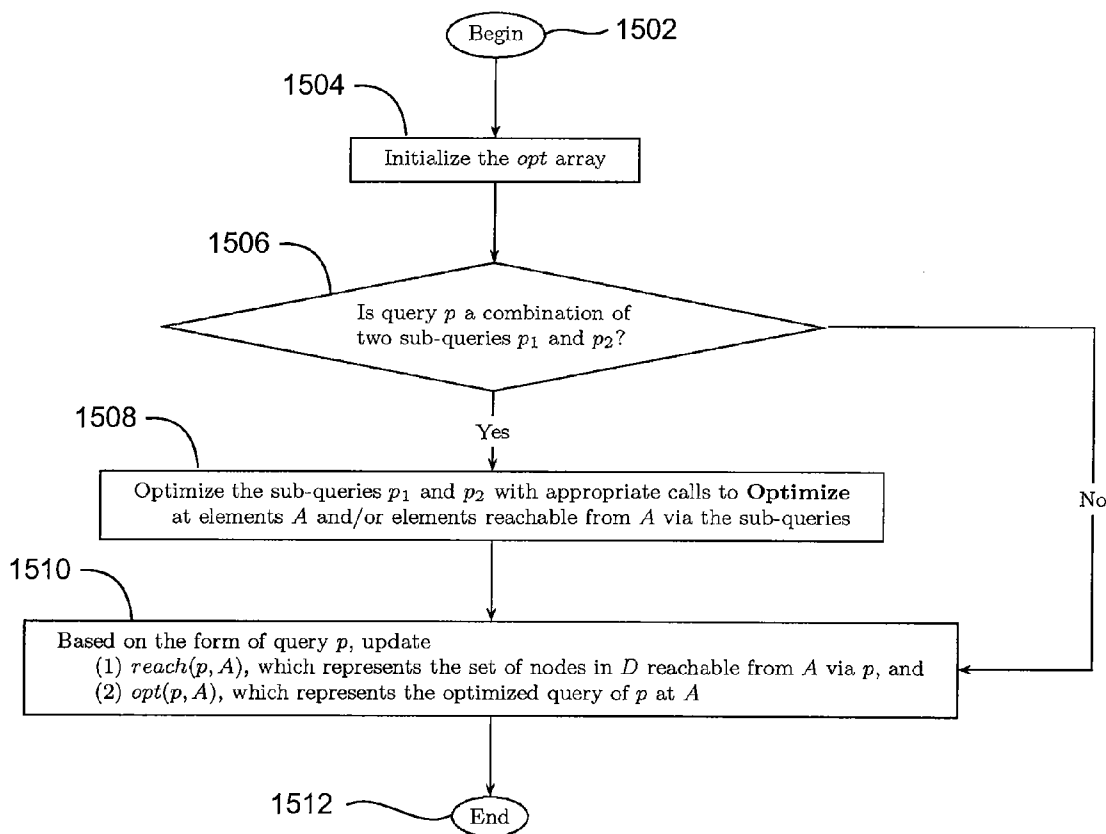 Begin
1502
1504
Initialize the opt array
1506
Is query p a combination of
two sub-queries p₁ and p₂?
1508
Yes
Optimize the sub-queries p₁ and p₂ with appropriate calls to Optimize
at elements A and/or elements reachable from A via the sub-queries
No
1510
Based on the form of query p, update
(1) reach(p, A), which represents the set of nodes in D reachable from A via p, and
(2) opt(p, A), which represents the optimized query of p at A
1512
End